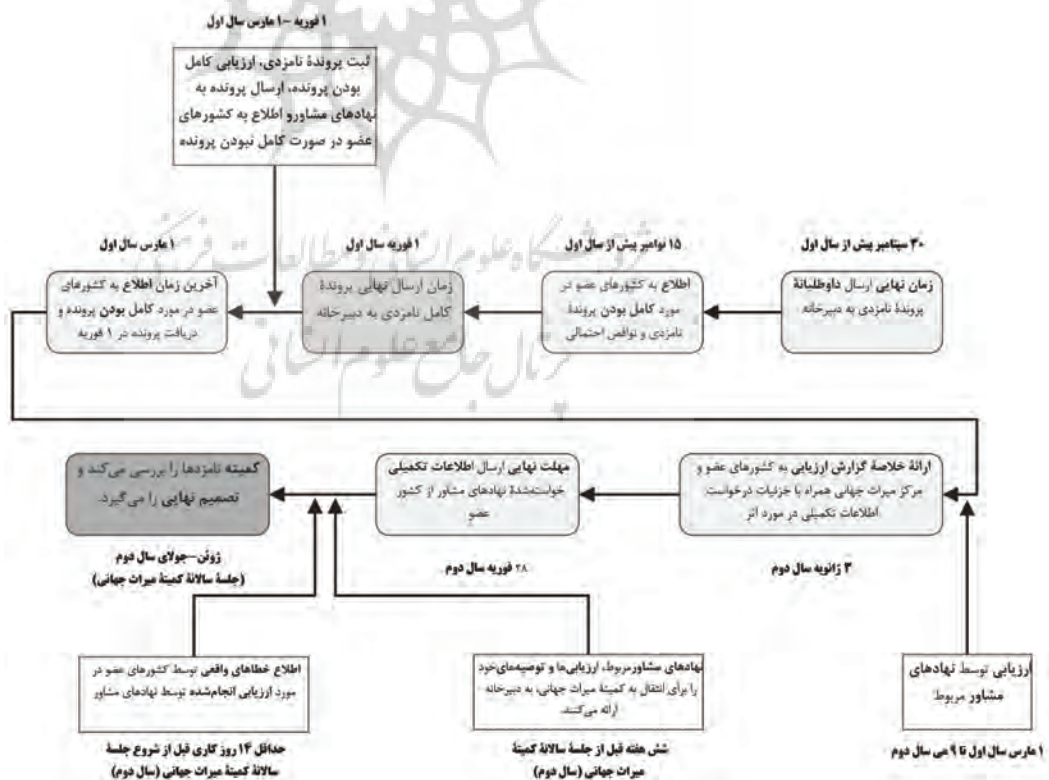 ۱ فوریه -۱ مارس سال اول
ثبت پروندهٔ نامزدی، ارزیابی کامل
بودن پرونده، ارسال پرونده به
نهادهای مشاورو اطلاع به کشورهای
عضو در صورت کامل نبودن پرونده
۳۰ سپتامبر پیش از سال اول
زمان نهایی ارسال داوطلبانهٔ
پروندهٔ نامزدی به دبیرخانه
۱۵ نوامبر پیش از سال اول
اطلاع به کشورهای عضو در
مورد کامل بودن پروندهٔ
نامزدی و نواقص احتمالی
۱ فوریه سال اول
زمان ارسال نهایی پروندهٔ
کامل نامزدی به دبیرخانه
۱ مارس سال اول
آخرین زمان اطلاع به کشورهای
عضو در مورد کامل بودن پرونده و
دریافت پرونده در ۱ فوریه
پژوهشگاه علوم انسانی و مطالعات فرهنگی
پرتال جامع علوم انسانی
ارائهٔ خلاصهٔ گزارش ارزیابی به کشورهای عضو و
مرکز میراث جهانی همراه با جزئیات درخواست
اطلاعات تکمیلی در مورد اثر
۳ ژانویه سال دوم
مهلت نهایی ارسال اطلاعات تکمیلی
خواسته‌شدهٔ نهادهای مشاور از کشور
عضو
۲۸ فوریه سال دوم
کمیته نامزدها را بررسی می‌کند و
تصمیم نهایی را می‌گیرد.
ژوئن-جولای سال دوم
(جلسهٔ سالانهٔ کمیتهٔ میراث جهانی)
ارزیابی توسط نهادهای
مشاور مربوط
۱ مارس سال اول تا ۹ می سال دوم
نهادهای مشاورمربوط، ارزیابی‌ها و توصیه‌های‌خود
را برای انتقال به کمیتهٔ میراث جهانی، به دبیرخانه
ارائه می‌کنند.
شش هفته قبل از جلسهٔ سالانهٔ کمیتهٔ
میراث جهانی (سال دوم)
اطلاع خطاهای واقعی توسط کشورهای عضو در
مورد ارزیابی انجام‌شده توسط نهادهای مشاور
حداقل ۱۴ روز کاری قبل از شروع جلسهٔ
سالانهٔ کمیتهٔ میراث جهانی (سال دوم)